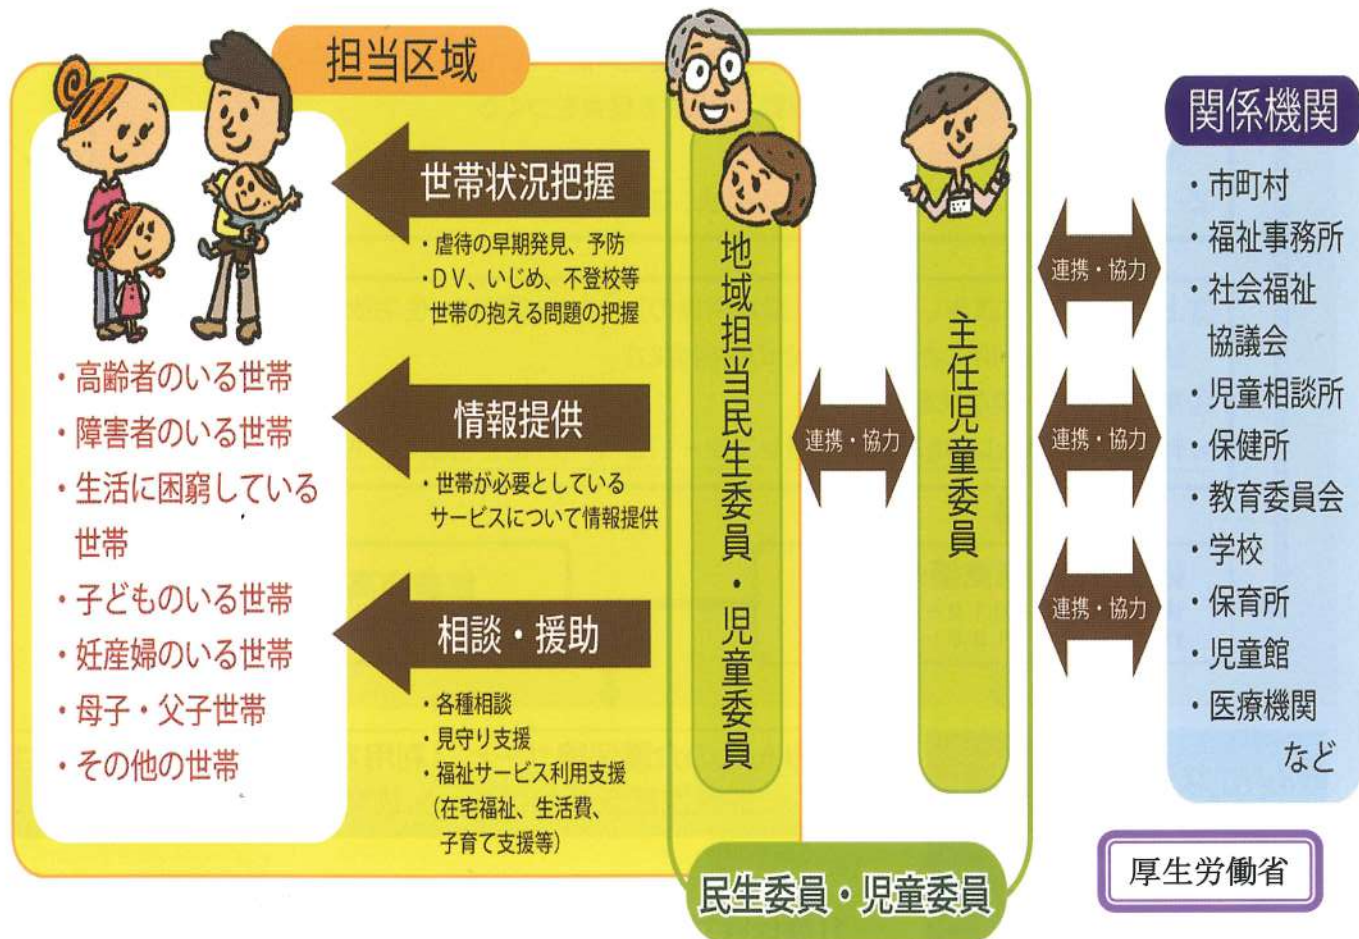 担当区域
・高齢者のいる世帯
・障害者のいる世帯
・生活に困窮している
世帯
・子どものいる世帯
・妊産婦のいる世帯
・母子・父子世帯
・その他の世帯
世帯状況把握
・虐待の早期発見、予防
・DV、いじめ、不登校等
世帯の抱える問題の把握
情報提供
・世帯が必要としている
サービスについて情報提供
相談・援助
・各種相談
・見守り支援
・福祉サービス利用支援
(在宅福祉、生活費、
子育て支援等)
地域担当民生委員・児童委員
連携・協力
主任児童委員
民生委員・児童委員
連携・協力
連携・協力
連携・協力
関係機関
・市町村
・福祉事務所
・社会福祉
協議会
・児童相談所
・保健所
・教育委員会
・学校
・保育所
・児童館
・医療機関
など
厚生労働省